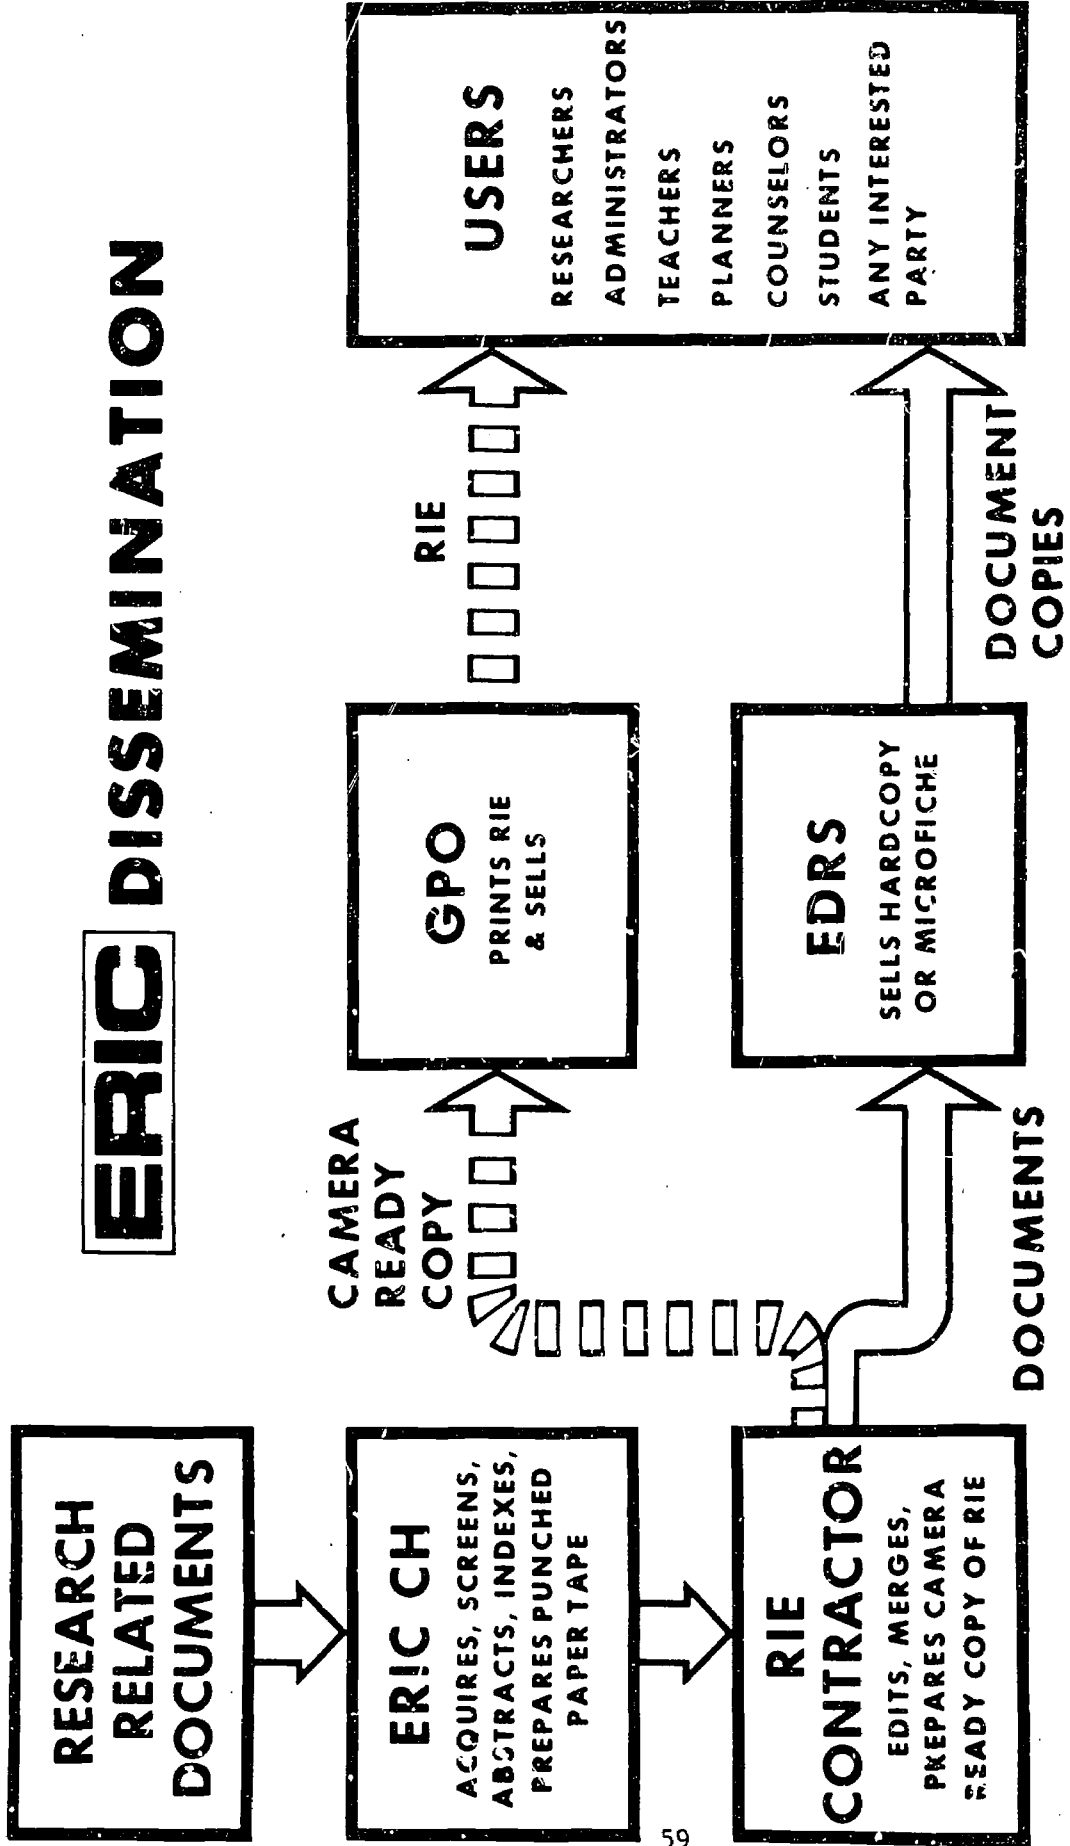 ERIC DISSEMINATION
RESEARCH
RELATED
DOCUMENTS
ERIC CH
ACQUIRES, SCREENS,
ABSTRACTS, INDEXES,
PREPARES PUNCHED
PAPER TAPE
RIE
CONTRACTOR
EDITS, MERGES,
PREPARES CAMERA
READY COPY OF RIE
CAMERA
READY
COPY
DOCUMENTS
GPO
PRINTS RIE
& SELLS
EDRS
SELLS HARDCOPY
OR MICROFICHE
RIE
DOCUMENT
COPIES
USERS
RESEARCHERS
ADMINISTRATORS
TEACHERS
PLANNERS
COUNSELORS
STUDENTS
ANY INTERESTED
PARTY
59